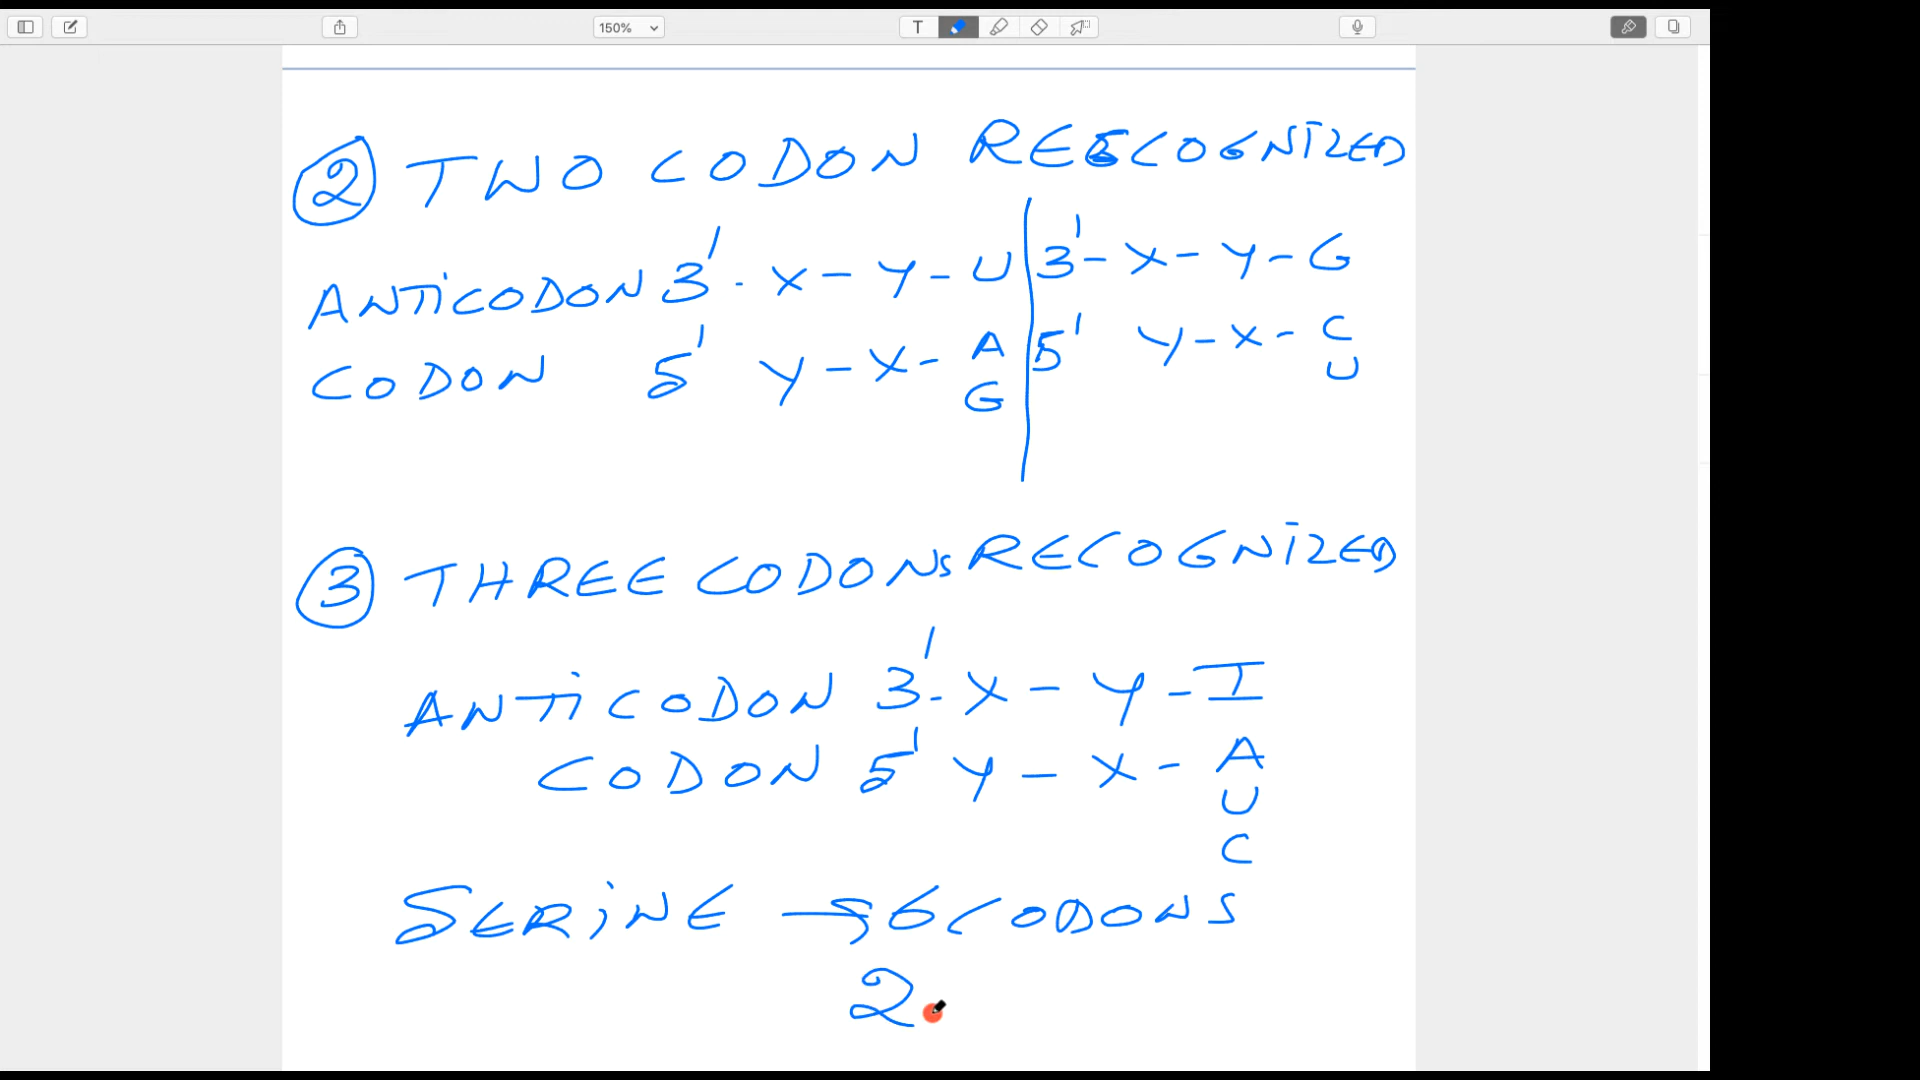 150%
T
② TWO CODON RECOGNIZED
ANTICODON 3' - X - Y - U | 3' - X - Y - G
CODON 5' Y - X - A | 5' Y - X - C
G U
③ THREE CODONS RECOGNIZED
ANTICODON 3' - X - Y - I
CODON 5' Y - X - A
U
C
SERINE → 6 CODONS
2